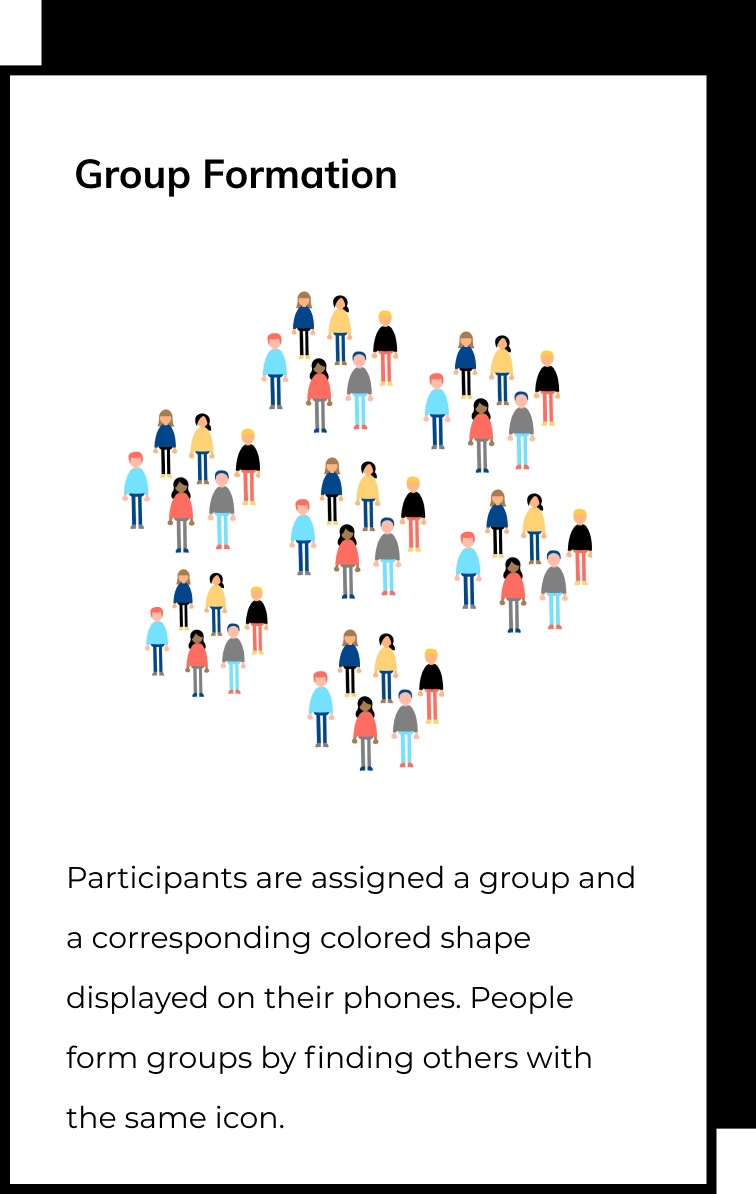 Group Formation
Participants are assigned a group and
a corresponding colored shape
displayed on their phones. People
form groups by finding others with
the same icon.